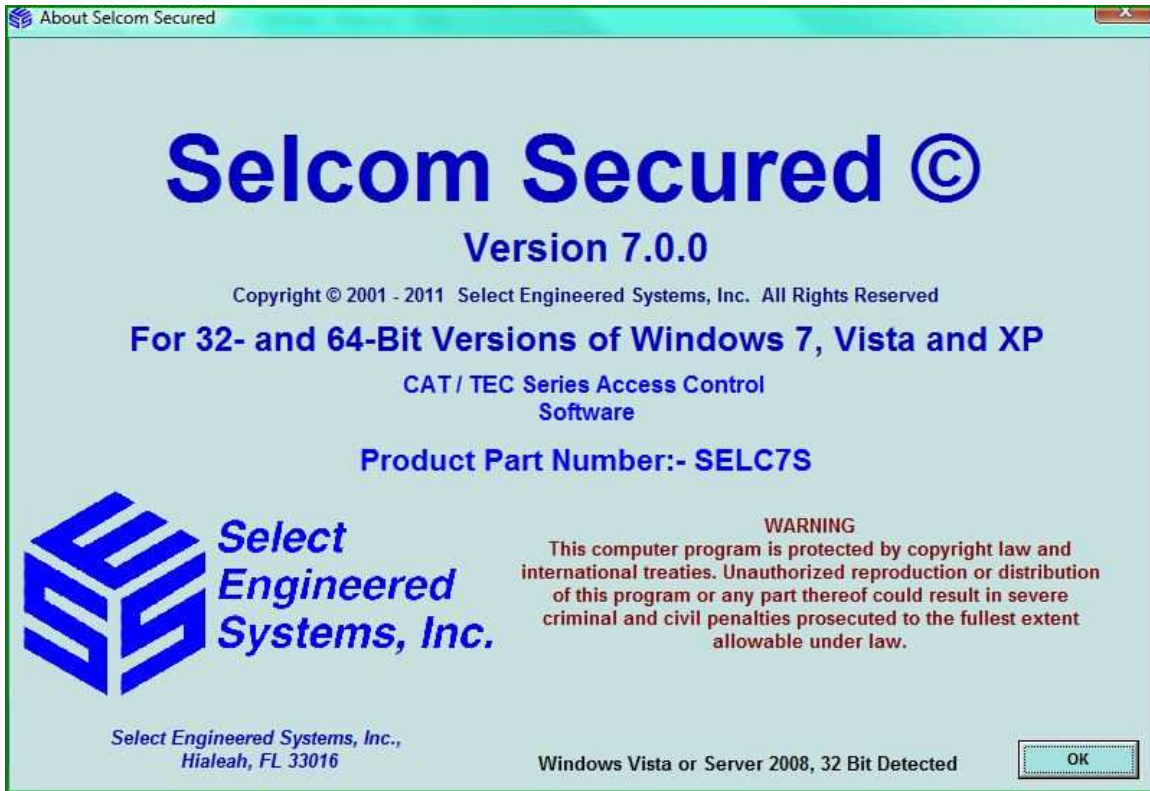 About Selcom Secured
Selcom Secured ©
Version 7.0.0
Copyright © 2001 - 2011 Select Engineered Systems, Inc. All Rights Reserved
For 32- and 64-Bit Versions of Windows 7, Vista and XP
CAT / TEC Series Access Control
Software
Product Part Number:- SELC7S
SES
Select
Engineered
Systems, Inc.
WARNING
This computer program is protected by copyright law and
international treaties. Unauthorized reproduction or distribution
of this program or any part thereof could result in severe
criminal and civil penalties prosecuted to the fullest extent
allowable under law.
Select Engineered Systems, Inc.,
Hialeah, FL 33016
Windows Vista or Server 2008, 32 Bit Detected
OK